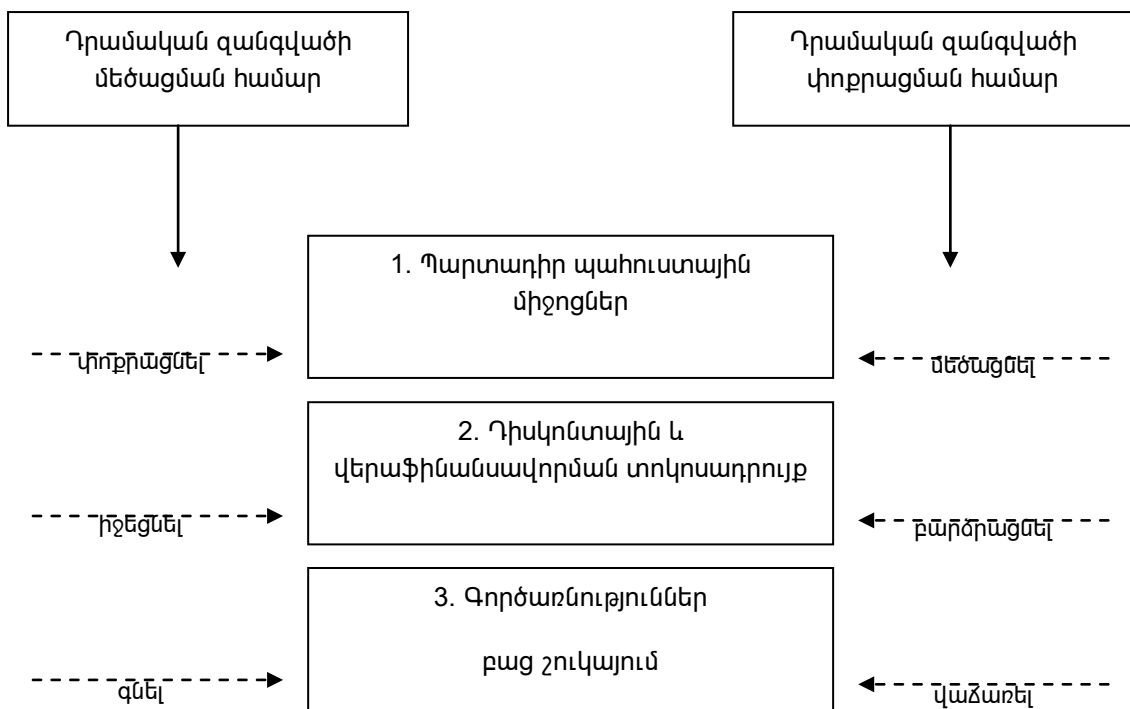 Դրամական զանգվածի
մեծացման համար
Դրամական զանգվածի
փոքրացման համար
1. Պարտադիր պահուստային
միջոցներ
փոքրացնել
մեծացնել
2. Դիսկոնտային և
վերաֆինանսավորման տոկոսադրույք
իջեցնել
բարձրացնել
3. Գործառնություններ
բաց շուկայում
գնել
վաճառել